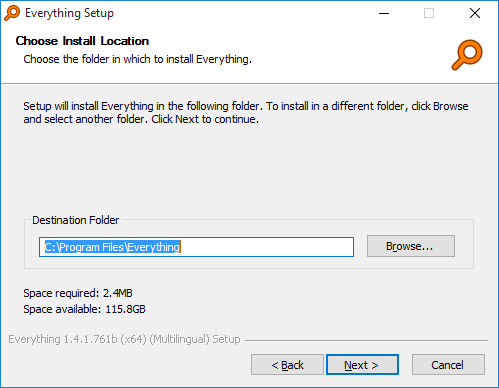 Everything Setup
Choose Install Location
Choose the folder in which to install Everything.
Setup will install Everything in the following folder. To install in a different folder, click Browse
and select another folder. Click Next to continue.
Destination Folder
C:\Program Files\Everything
Browse...
Space required: 2.4MB
Space available: 115.8GB
Everything 1.4.1.761b (x64) (Multilingual) Setup
< Back
Next >
Cancel